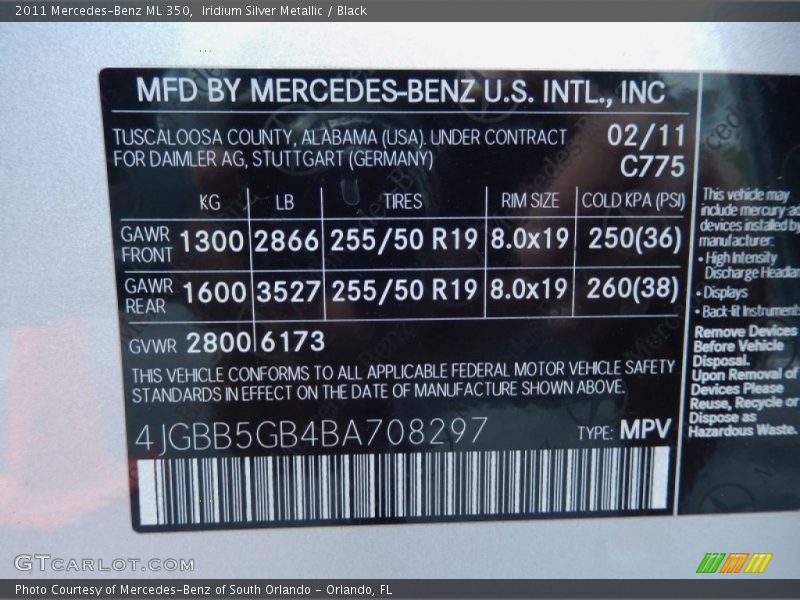 2011 Mercedes-Benz ML 350,  Iridium Silver Metallic / Black
MFD BY MERCEDES-BENZ U.S. INTL., INC
TUSCALOOSA COUNTY, ALABAMA (USA). UNDER CONTRACT
FOR DAIMLER AG, STUTTGART (GERMANY)
02/11
C775
KG LB TIRES RIM SIZE COLD KPA (PSI)
GAWR FRONT 1300 2866 255/50 R19 8.0x19 250(36)
GAWR REAR 1600 3527 255/50 R19 8.0x19 260(38)
GVWR 2800 6173
THIS VEHICLE CONFORMS TO ALL APPLICABLE FEDERAL MOTOR VEHICLE SAFETY
STANDARDS IN EFFECT ON THE DATE OF MANUFACTURE SHOWN ABOVE.
4JGBB5GB4BA708297 TYPE: MPV
This vehicle may
include mercury-ad
devices installed by
manufacturer:
• High Intensity
Discharge Headlam
• Displays
• Back-lit Instruments
Remove Devices
Before Vehicle
Disposal.
Upon Removal of
Devices Please
Reuse, Recycle or
Dispose as
Hazardous Waste.
GTCARLOT.COM
Photo Courtesy of Mercedes-Benz of South Orlando - Orlando, FL